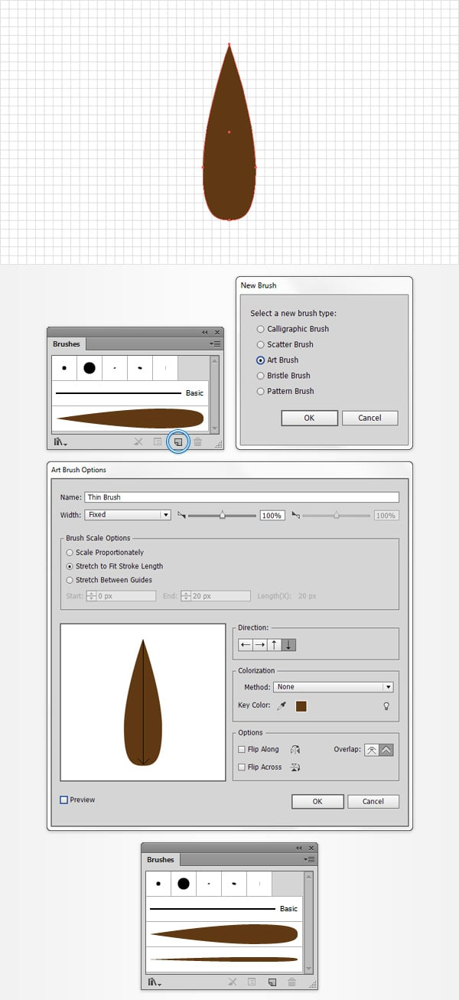 New Brush
Select a new brush type:
Calligraphic Brush
Scatter Brush
Art Brush
Bristle Brush
Pattern Brush
OK Cancel
Brushes
Basic
Art Brush Options
Name: Thin Brush
Width: Fixed 100% 100%
Brush Scale Options
Scale Proportionately
Stretch to Fit Stroke Length
Stretch Between Guides
Start: 0 px End: 20 px Length(X): 20 px
Direction:
Colorization
Method: None
Key Color:
Options
Flip Along Overlap:
Flip Across
Preview OK Cancel
Brushes
Basic